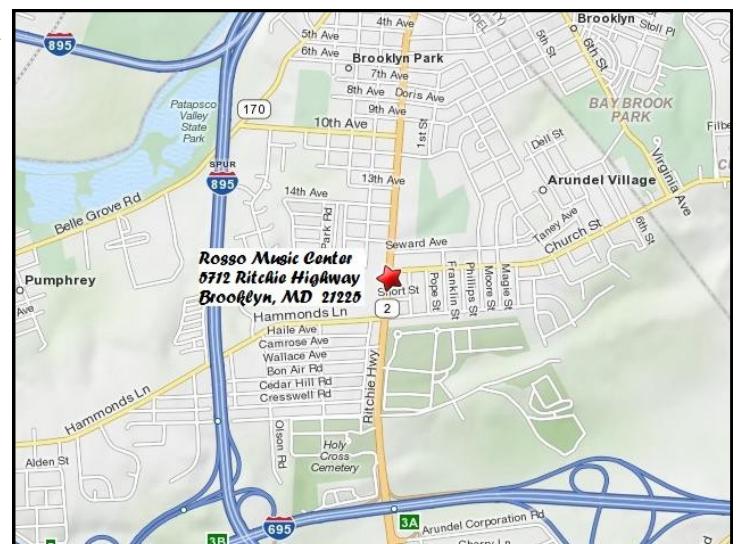 4th Ave
Brooklyn
Stoll Pl
895
5th Ave
6th Ave
5th St
6th St
Brooklyn Park
7th Ave
8th Ave
Doris Ave
9th Ave
BAY BROOK
PARK
Patapsco
Valley
State
Park
170
10th Ave
1st St
Dell St
Virginia Ave
SPUR
895
13th Ave
Arundel Village
14th Ave
Belle Grove Rd
Park Rd
Taney Ave
6th St
Seward Ave
Church St
Rosso Music Center
5712 Ritchie Highway
Brooklyn, MD 21225
Pumphrey
Ave
Short St
Pope St
Franklin St
Phillips St
Moore St
Magie St
2
Hammonds Ln
Haile Ave
Camrose Ave
Wallace Ave
Bon Air Rd
Cedar Hill Rd
Cresswell Rd
Ritchie Hwy
Hammonds Ln
Olson Rd
Holy
Cross
Cemetery
Alden St
695
3A
Arundel Corporation Rd
3B
Cherry Ln